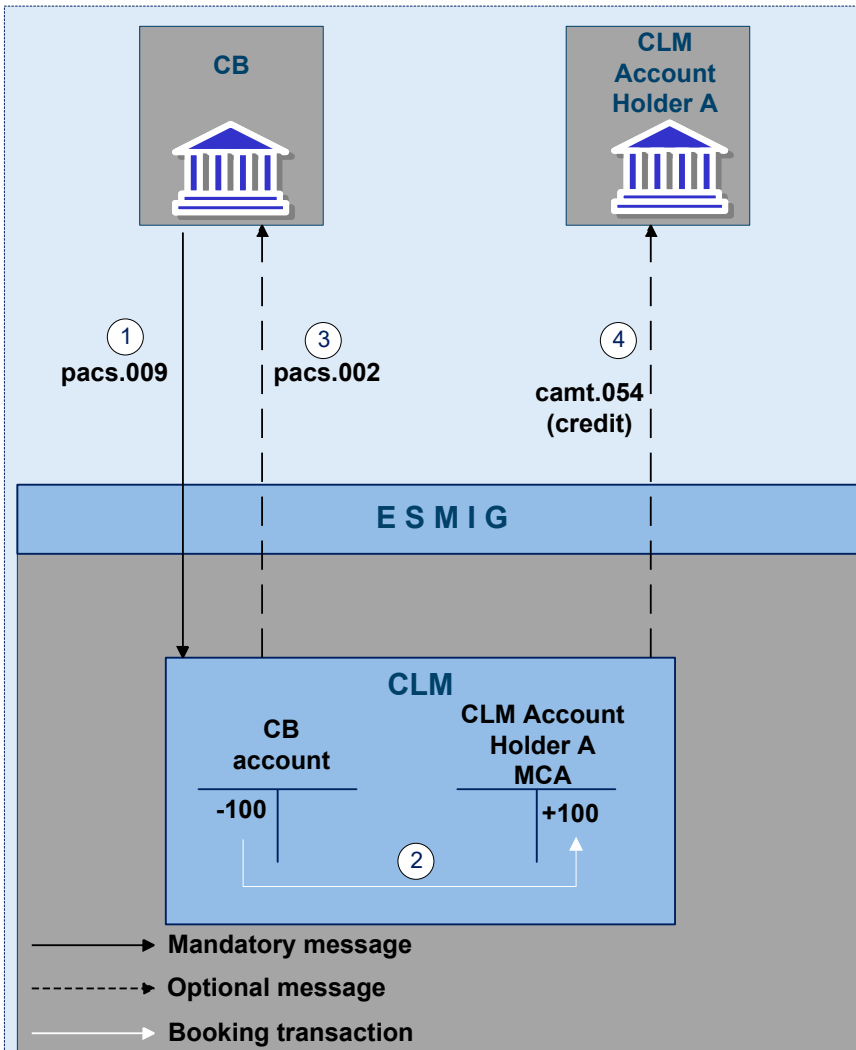 CB
CLM
Account
Holder A
1
pacs.009
3
pacs.002
4
camt.054
(credit)
E S M I G
CLM
CB
account
CLM Account
Holder A
MCA
-100
+100
2
Mandatory message
Optional message
Booking transaction